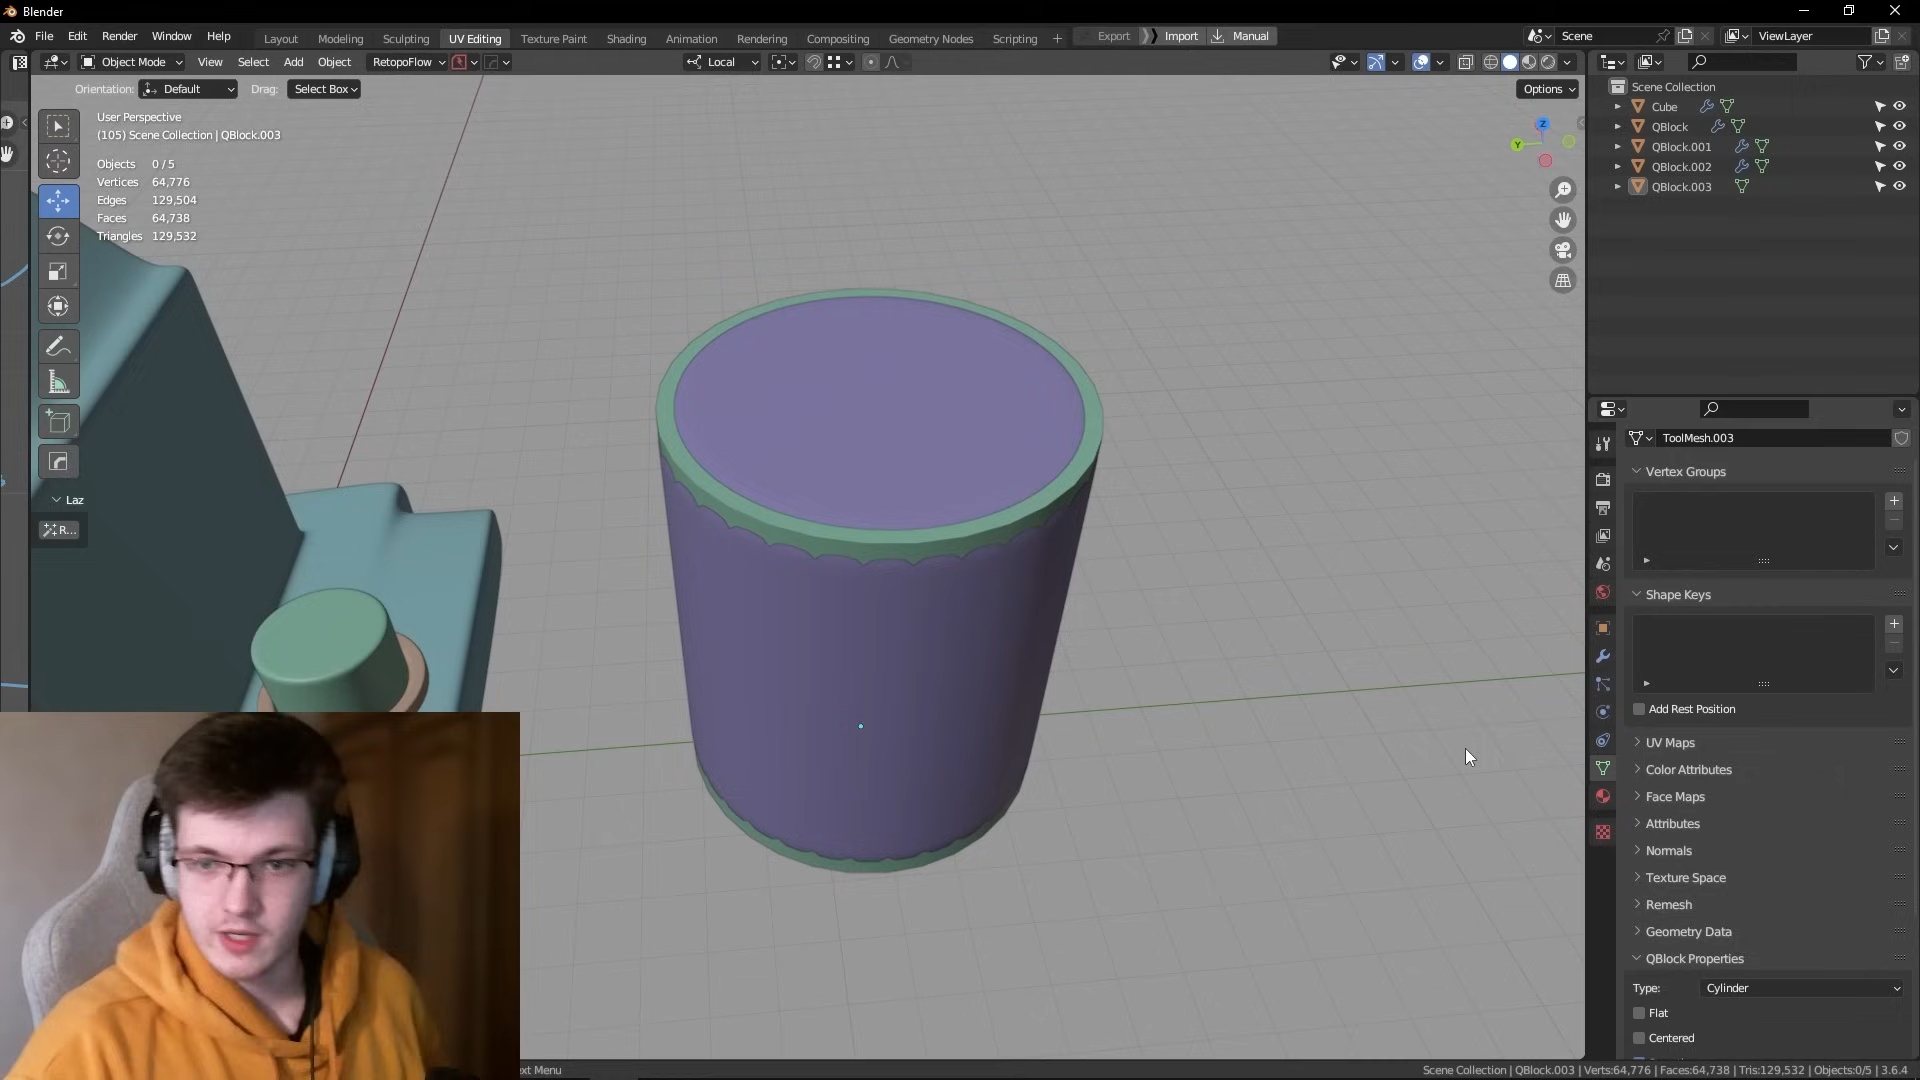 Blender
File Edit Render Window Help
Layout Modeling Sculpting UV Editing Texture Paint Shading Animation Rendering Compositing Geometry Nodes Scripting + Export Import Manual
Scene
ViewLayer
Object Mode View Select Add Object RetopoFlow Local
Orientation: Default Drag: Select Box
Options
User Perspective
(105) Scene Collection | QBlock.003
Objects 0 / 5
Vertices 64,776
Edges 129,504
Faces 64,738
Triangles 129,532
Laz
R...
Z
Y
Scene Collection
Cube
QBlock
QBlock.001
QBlock.002
QBlock.003
ToolMesh.003
Vertex Groups
Shape Keys
Add Rest Position
UV Maps
Color Attributes
Face Maps
Attributes
Normals
Texture Space
Remesh
Geometry Data
QBlock Properties
Type: Cylinder
Flat
Centered
ext Menu
Scene Collection | QBlock.003 | Verts:64,776 | Faces:64,738 | Tris:129,532 | Objects:0/5 | 3.6.4